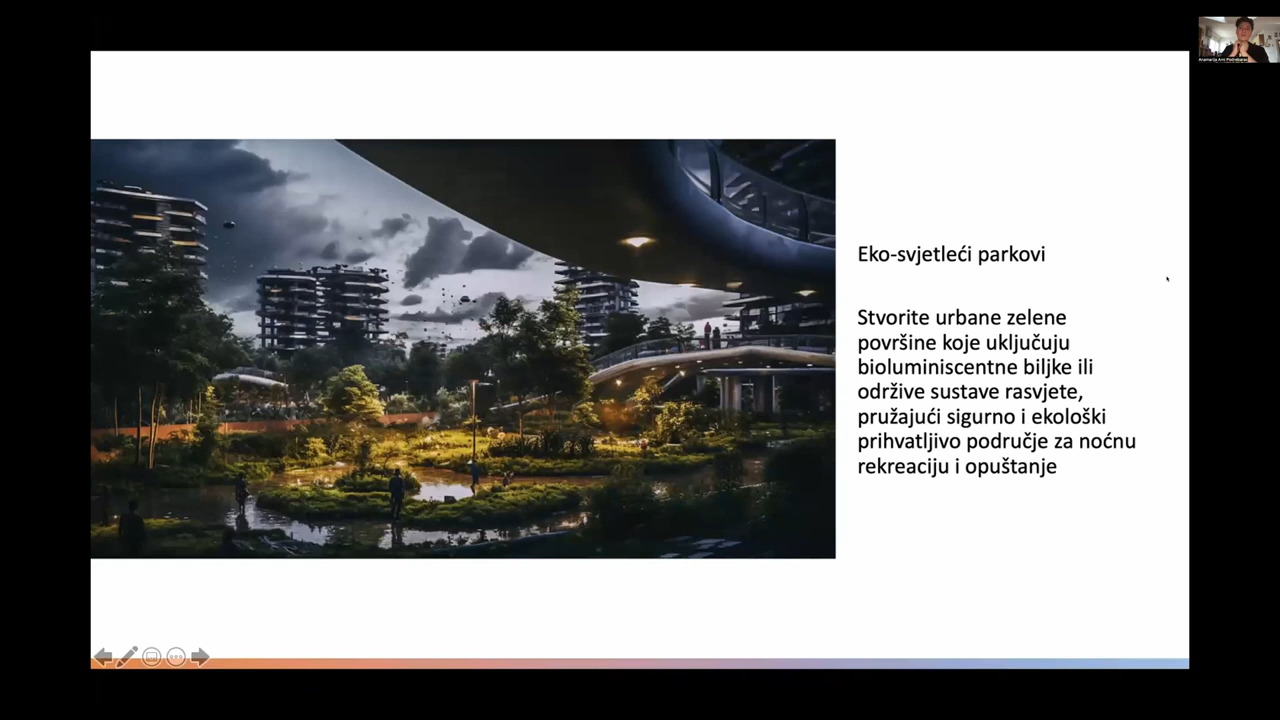 Eko-svjetleći parkovi
Stvorite urbane zelene
površine koje uključuju
bioluminiscentne biljke ili
održive sustave rasvjete,
pružajući sigurno i ekološki
prihvatljivo područje za noćnu
rekreaciju i opuštanje